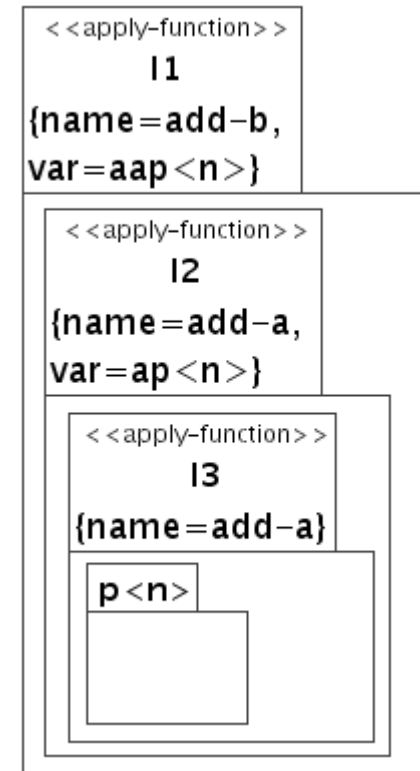 <<apply-function>>
I1
{name=add-b,
var=aap<n>}
<<apply-function>>
I2
{name=add-a,
var=ap<n>}
<<apply-function>>
I3
{name=add-a}
p<n>